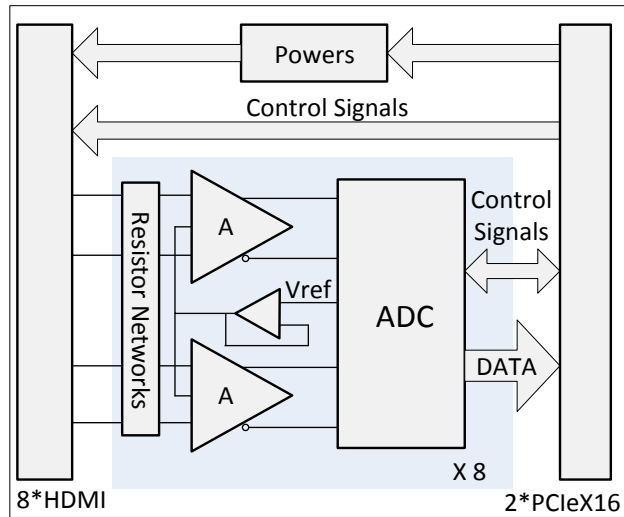 Powers
Control Signals
Resistor Networks
A
Vref
A
ADC
Control
Signals
DATA
X 8
8*HDMI
2*PCIeX16